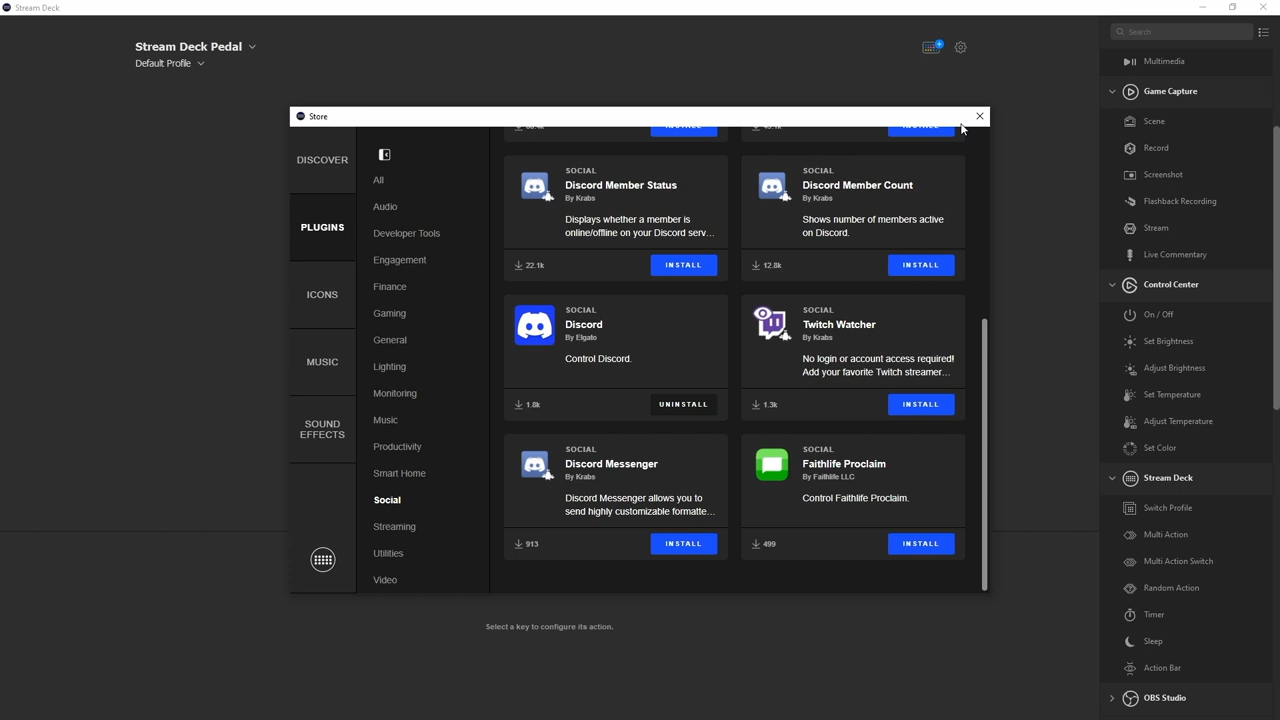 Stream Deck
Stream Deck Pedal
Default Profile
Search
Multimedia
Game Capture
Scene
Record
Screenshot
Flashback Recording
Stream
Live Commentary
Control Center
On / Off
Set Brightness
Adjust Brightness
Set Temperature
Adjust Temperature
Set Color
Stream Deck
Switch Profile
Multi Action
Multi Action Switch
Random Action
Timer
Sleep
Action Bar
OBS Studio
Store
DISCOVER
PLUGINS
ICONS
MUSIC
SOUND
EFFECTS
All
Audio
Developer Tools
Engagement
Finance
Gaming
General
Lighting
Monitoring
Music
Productivity
Smart Home
Social
Streaming
Utilities
Video
SOCIAL
Discord Member Status
By Krabs
Displays whether a member is
online/offline on your Discord serv...
22.1k
INSTALL
SOCIAL
Discord Member Count
By Krabs
Shows number of members active
on Discord.
12.8k
INSTALL
SOCIAL
Discord
By Elgato
Control Discord.
1.8k
UNINSTALL
SOCIAL
Twitch Watcher
By Krabs
No login or account access required!
Add your favorite Twitch streamer...
1.3k
INSTALL
SOCIAL
Discord Messenger
By Krabs
Discord Messenger allows you to
send highly customizable formatte...
913
INSTALL
SOCIAL
Faithlife Proclaim
By Faithlife LLC
Control Faithlife Proclaim.
499
INSTALL
Select a key to configure its action.